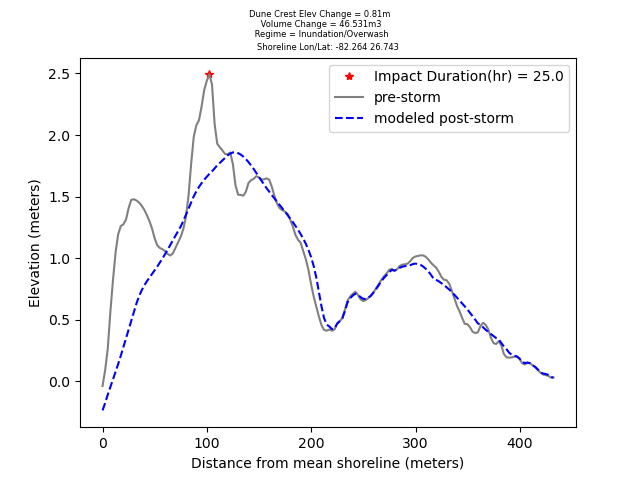 Dune Crest Elev Change = 0.81m
Volume Change = 46.531m3
Regime = Inundation/Overwash
Shoreline Lon/Lat: -82.264 26.743
Impact Duration(hr) = 25.0
pre-storm
modeled post-storm
Elevation (meters)
2.5
2.0
1.5
1.0
0.5
0.0
0 100 200 300 400
Distance from mean shoreline (meters)